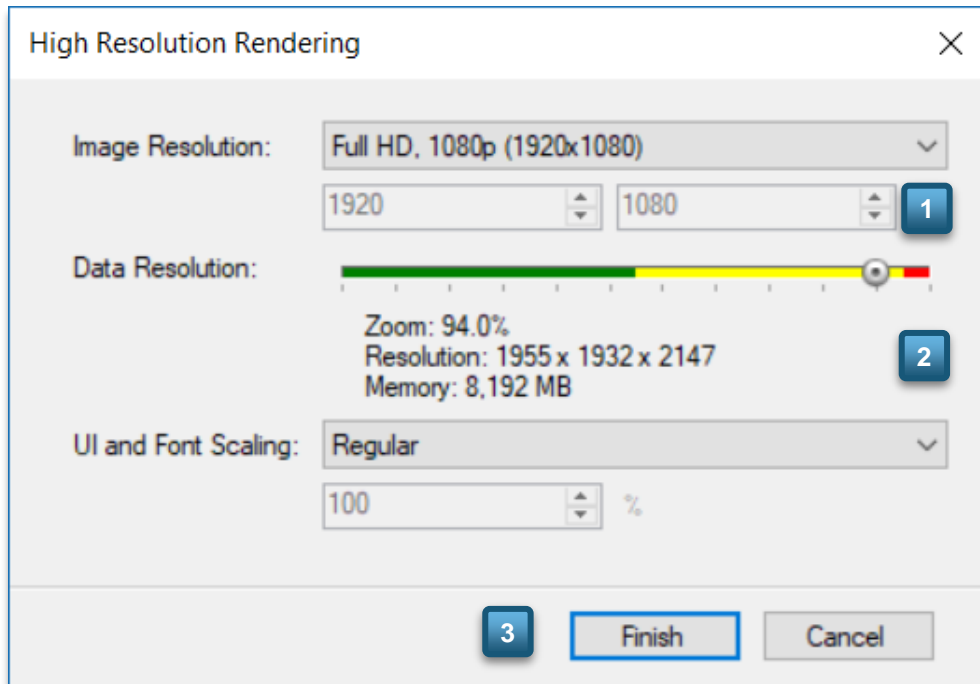 High Resolution Rendering
Image Resolution: Full HD, 1080p (1920x1080)
1920 1080 1
Data Resolution:
Zoom: 94.0%
Resolution: 1955 x 1932 x 2147
2
Memory: 8,192 MB
UI and Font Scaling: Regular
100 %
3 Finish Cancel